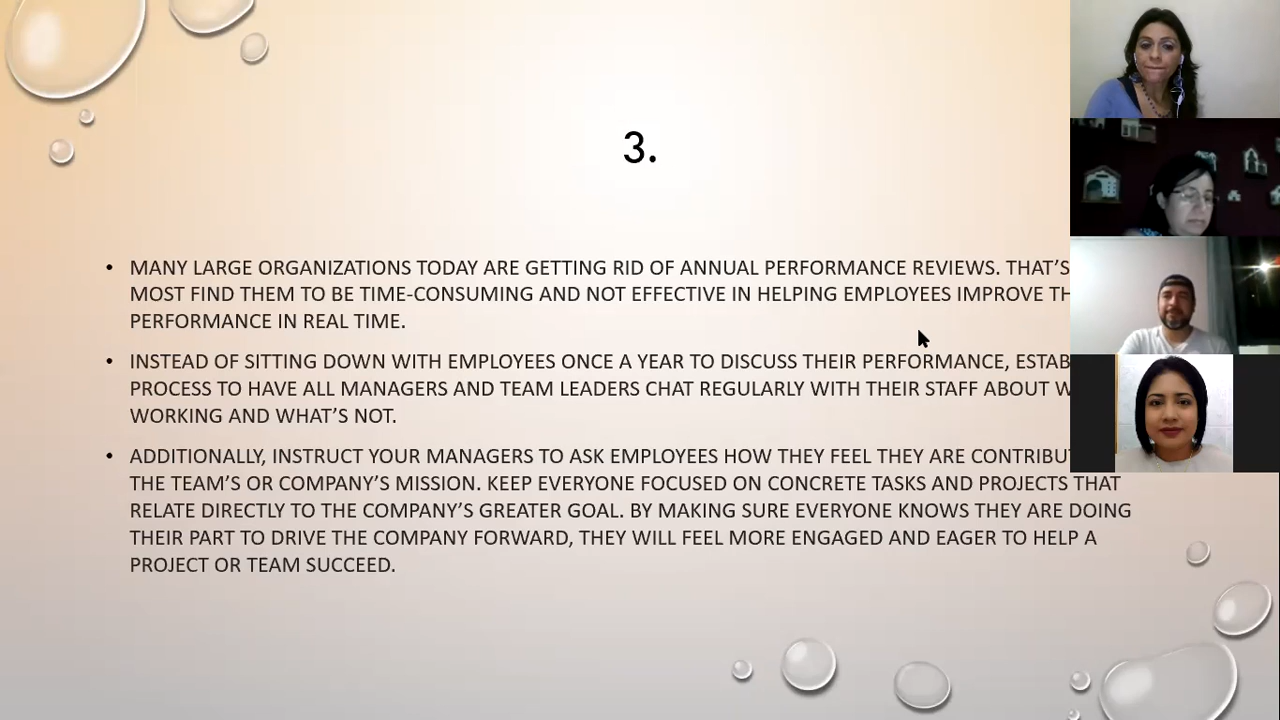 3.
• MANY LARGE ORGANIZATIONS TODAY ARE GETTING RID OF ANNUAL PERFORMANCE REVIEWS. THAT'S
MOST FIND THEM TO BE TIME-CONSUMING AND NOT EFFECTIVE IN HELPING EMPLOYEES IMPROVE
PERFORMANCE IN REAL TIME.
• INSTEAD OF SITTING DOWN WITH EMPLOYEES ONCE A YEAR TO DISCUSS THEIR PERFORMANCE,
PROCESS TO HAVE ALL MANAGERS AND TEAM LEADERS CHAT REGULARLY WITH THEIR STAFF ABOUT
WORKING AND WHAT'S NOT.
• ADDITIONALLY, INSTRUCT YOUR MANAGERS TO ASK EMPLOYEES HOW THEY FEEL THEY ARE
THE TEAM'S OR COMPANY'S MISSION. KEEP EVERYONE FOCUSED ON CONCRETE TASKS AND PROJECTS THAT
RELATE DIRECTLY TO THE COMPANY'S GREATER GOAL. BY MAKING SURE EVERYONE KNOWS THEY ARE DOING
THEIR PART TO DRIVE THE COMPANY FORWARD, THEY WILL FEEL MORE ENGAGED AND EAGER TO HELP A
PROJECT OR TEAM SUCCEED.